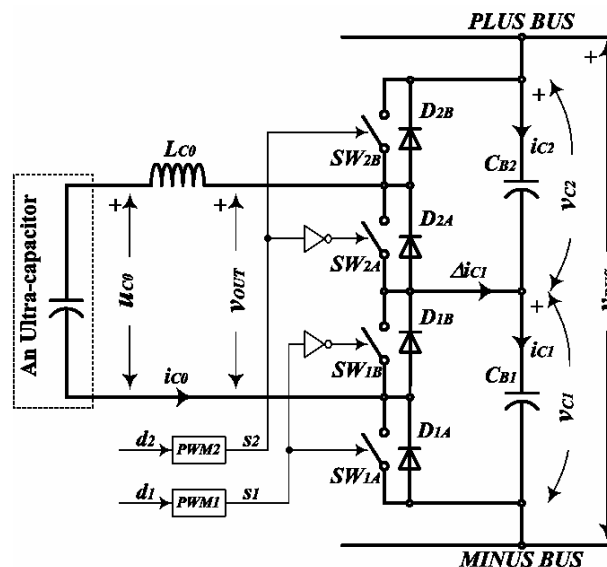 PLUS BUS
+
+
D2B
LC0
SW2B
iC2
CB2
vC2
An Ultra-capacitor
+
+
uC0
vOUT
D2A
SW2A
ΔiC1
+
D1B
SW1B
iC1
CB1
vC1
iC0
D1A
SW1A
d2
PWM2
s2
d1
PWM1
s1
MINUS BUS